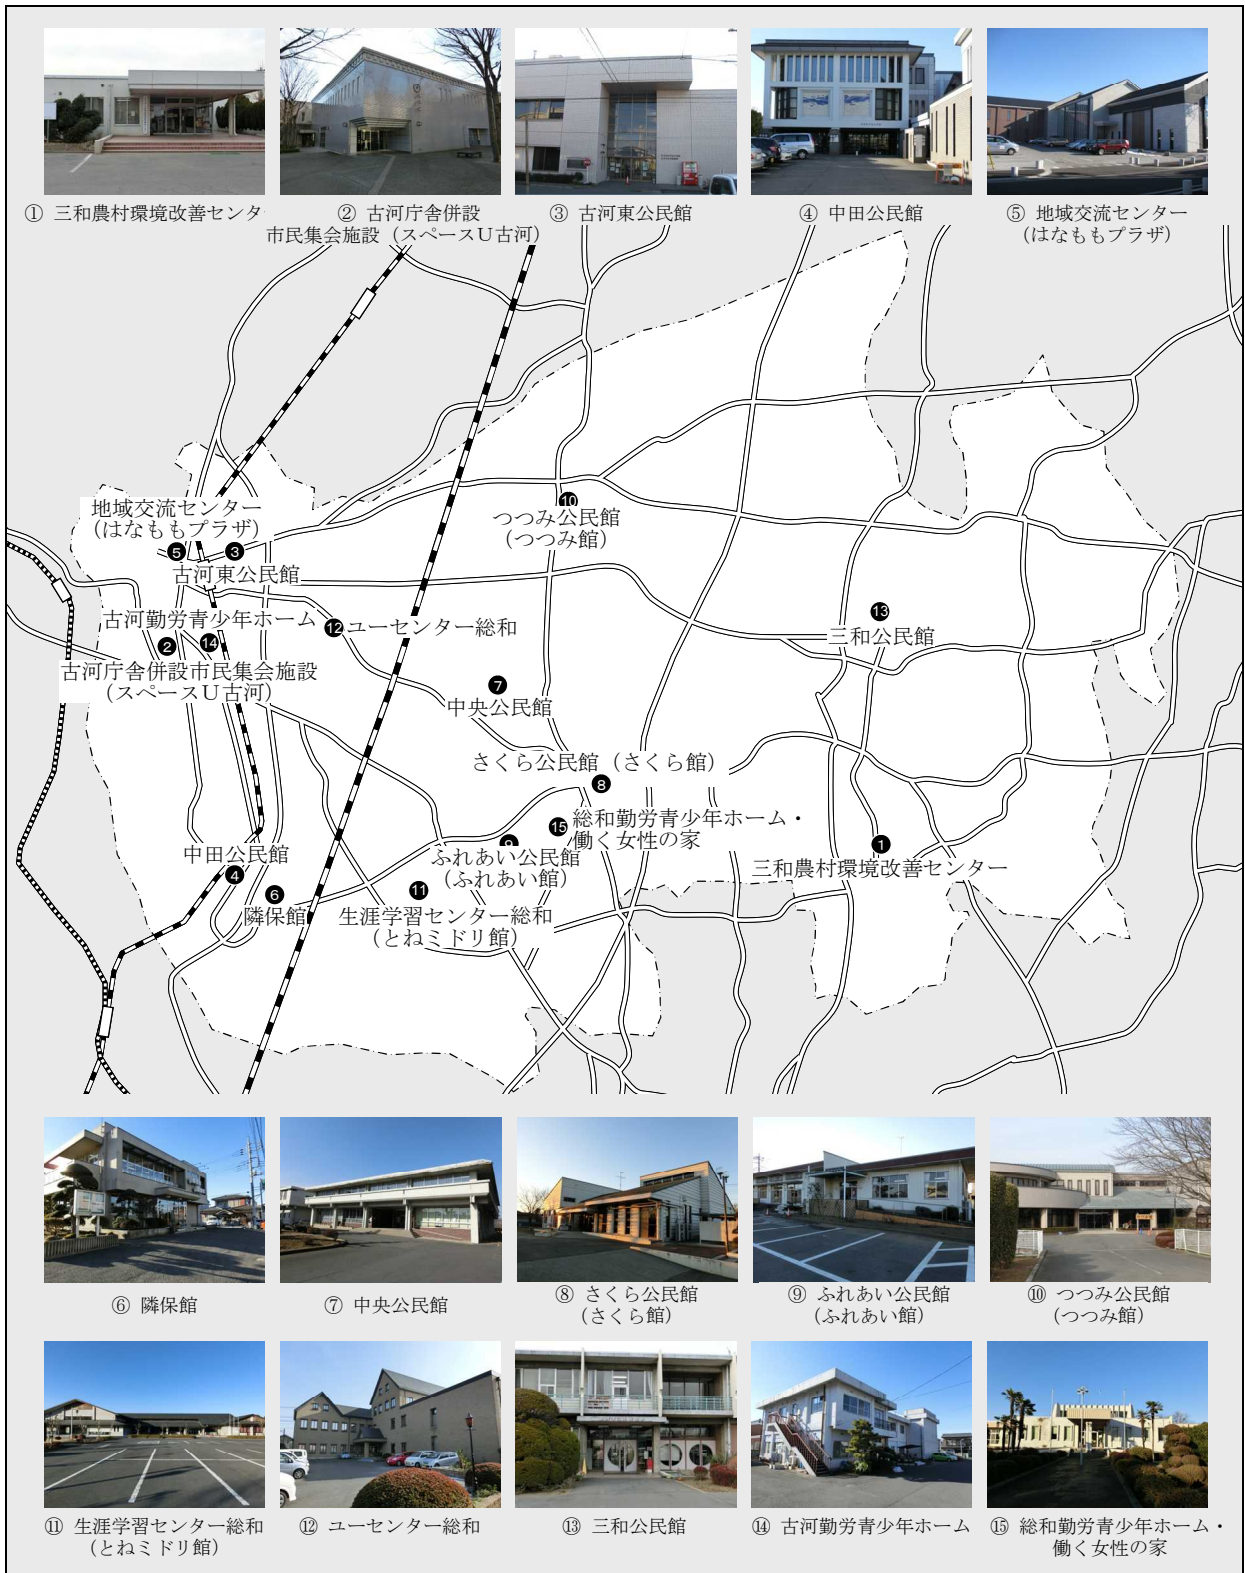 ① 三和農村環境改善センタ
② 古河庁舎併設
市民集会施設（スペースＵ古河）
③ 古河東公民館
④ 中田公民館
⑤ 地域交流センター
（はなももプラザ）
10
つつみ公民館
（つつみ館）
地域交流センター
（はなももプラザ）
5
3
古河東公民館
古河勤労青少年ホーム
12
ユーセンター総和
2
14
古河庁舎併設市民集会施設
（スペースＵ古河）
13
三和公民館
7
中央公民館
さくら公民館（さくら館）
8
15
総和勤労青少年ホーム・
働く女性の家
9
ふれあい公民館
（ふれあい館）
1
三和農村環境改善センター
中田公民館
4
6
隣保館
11
生涯学習センター総和
（とねミドリ館）
⑥ 隣保館
⑦ 中央公民館
⑧ さくら公民館
（さくら館）
⑨ ふれあい公民館
（ふれあい館）
⑩ つつみ公民館
（つつみ館）
⑪ 生涯学習センター総和
（とねミドリ館）
⑫ ユーセンター総和
⑬ 三和公民館
⑭ 古河勤労青少年ホーム
⑮ 総和勤労青少年ホーム・
働く女性の家